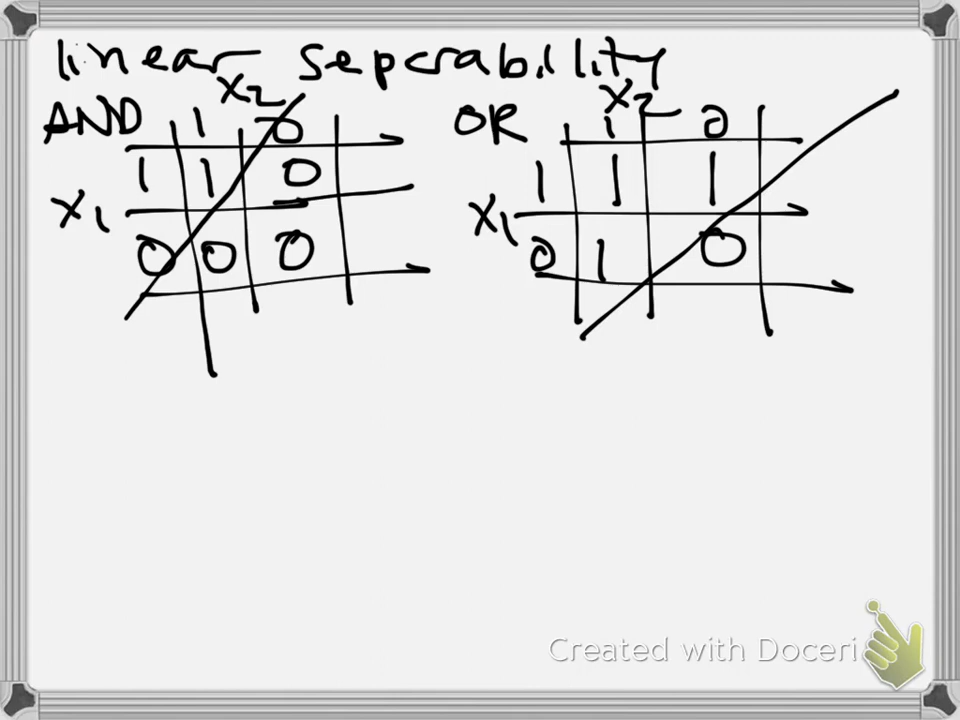 linear seperability
x2 x2
AND 1 0 OR 1 0
1 1 0 1 1 1
x1 x1
0 0 0 0 1 0
Created with Doceri